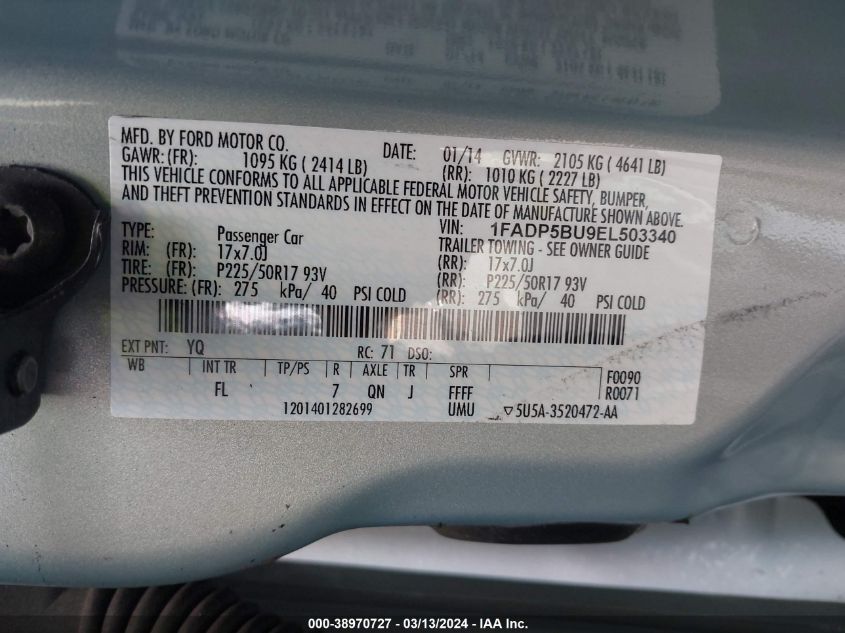 MFD. BY FORD MOTOR CO.
DATE: 01/14 GVWR: 2105 KG ( 4641 LB)
GAWR: (FR): 1095 KG ( 2414 LB) (RR): 1010 KG ( 2227 LB)
THIS VEHICLE CONFORMS TO ALL APPLICABLE FEDERAL MOTOR VEHICLE SAFETY, BUMPER,
AND THEFT PREVENTION STANDARDS IN EFFECT ON THE DATE OF MANUFACTURE SHOWN ABOVE.
VIN: 1FADP5BU9EL503340
TYPE: Passenger Car TRAILER TOWING - SEE OWNER GUIDE
RIM: (FR): 17x7.0J (RR): 17x7.0J
TIRE: (FR): P225/50R17 93V (RR): P225/50R17 93V
PRESSURE: (FR): 275 kPa/ 40 PSI COLD (RR): 275 kPa/ 40 PSI COLD
EXT PNT: YQ RC: 71 DSO:
WB INT TR TP/PS R AXLE TR SPR F0090
FL 7 QN J FFFF R0071
1201401282699 UMU ▽5U5A-3520472-AA
000-38970727 - 03/13/2024 - IAA Inc.